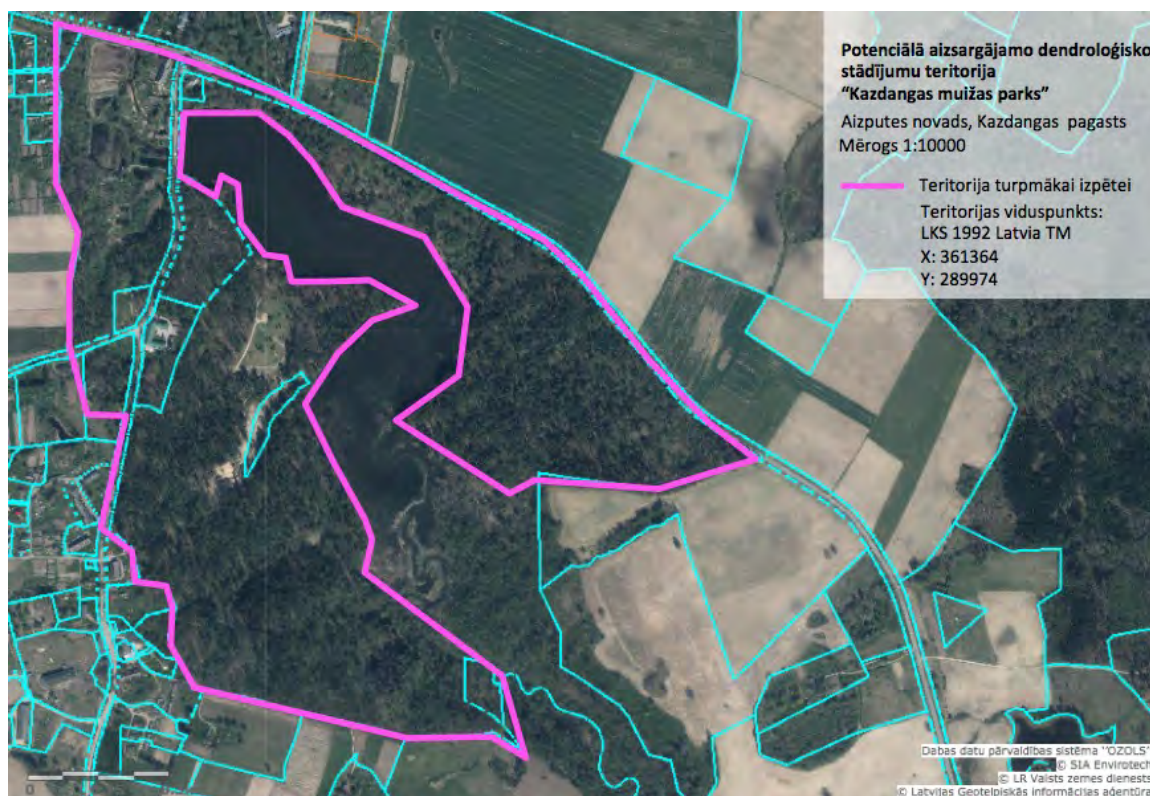 Potenciālā aizsargājamo dendroloģisko
stādījumu teritorija
“Kazdangas muižas parks”
Aizputes novads, Kazdangas pagasts
Mērogs 1:10000
Teritorija turpmākai izpētei
Teritorijas viduspunkts:
LKS 1992 Latvia TM
X: 361364
Y: 289974
Dabas datu pārvaldības sistēma "OZOLS"
© SIA Envirotech
© LR Valsts zemes dienests
© Latvijas Ģeotelpiskās informācijas aģentūra
0